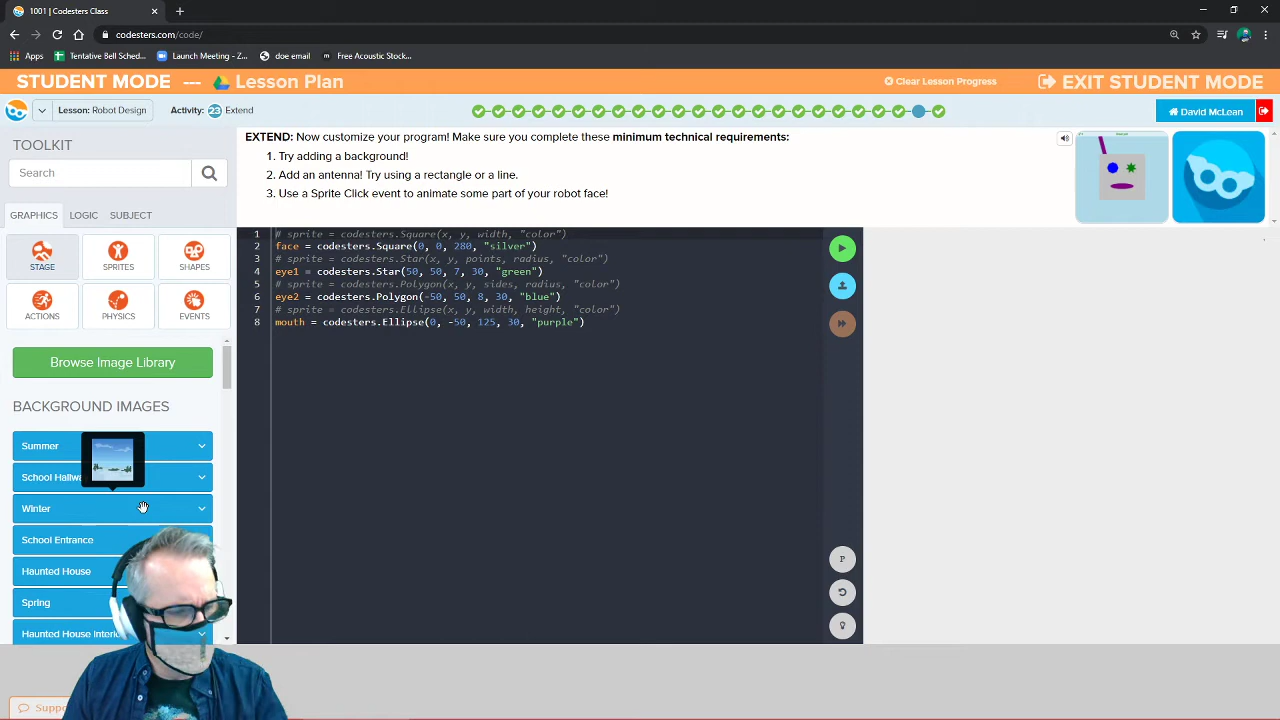 1001 | Codesters Class
codesters.com/code/
Apps
Tentative Bell Sched...
Launch Meeting - Z...
doe email
Free Acoustic Stock...
STUDENT MODE --- Lesson Plan
Clear Lesson Progress
EXIT STUDENT MODE
Lesson: Robot Design
Activity: 23 Extend
David McLean
TOOLKIT
Search
GRAPHICS
LOGIC
SUBJECT
STAGE
SPRITES
SHAPES
ACTIONS
PHYSICS
EVENTS
Browse Image Library
BACKGROUND IMAGES
Summer
School Hallwa
Winter
School Entrance
Haunted House
Spring
Haunted House Interi
Suppo
EXTEND: Now customize your program! Make sure you complete these minimum technical requirements:
1. Try adding a background!
2. Add an antenna! Try using a rectangle or a line.
3. Use a Sprite Click event to animate some part of your robot face!
1 # sprite = codesters.Square(x, y, width, "color")
2 face = codesters.Square(0, 0, 280, "silver")
3 # sprite = codesters.Star(x, y, points, radius, "color")
4 eye1 = codesters.Star(50, 50, 7, 30, "green")
5 # sprite = codesters.Polygon(x, y, sides, radius, "color")
6 eye2 = codesters.Polygon(-50, 50, 8, 30, "blue")
7 # sprite = codesters.Ellipse(x, y, width, height, "color")
8 mouth = codesters.Ellipse(0, -50, 125, 30, "purple")
P